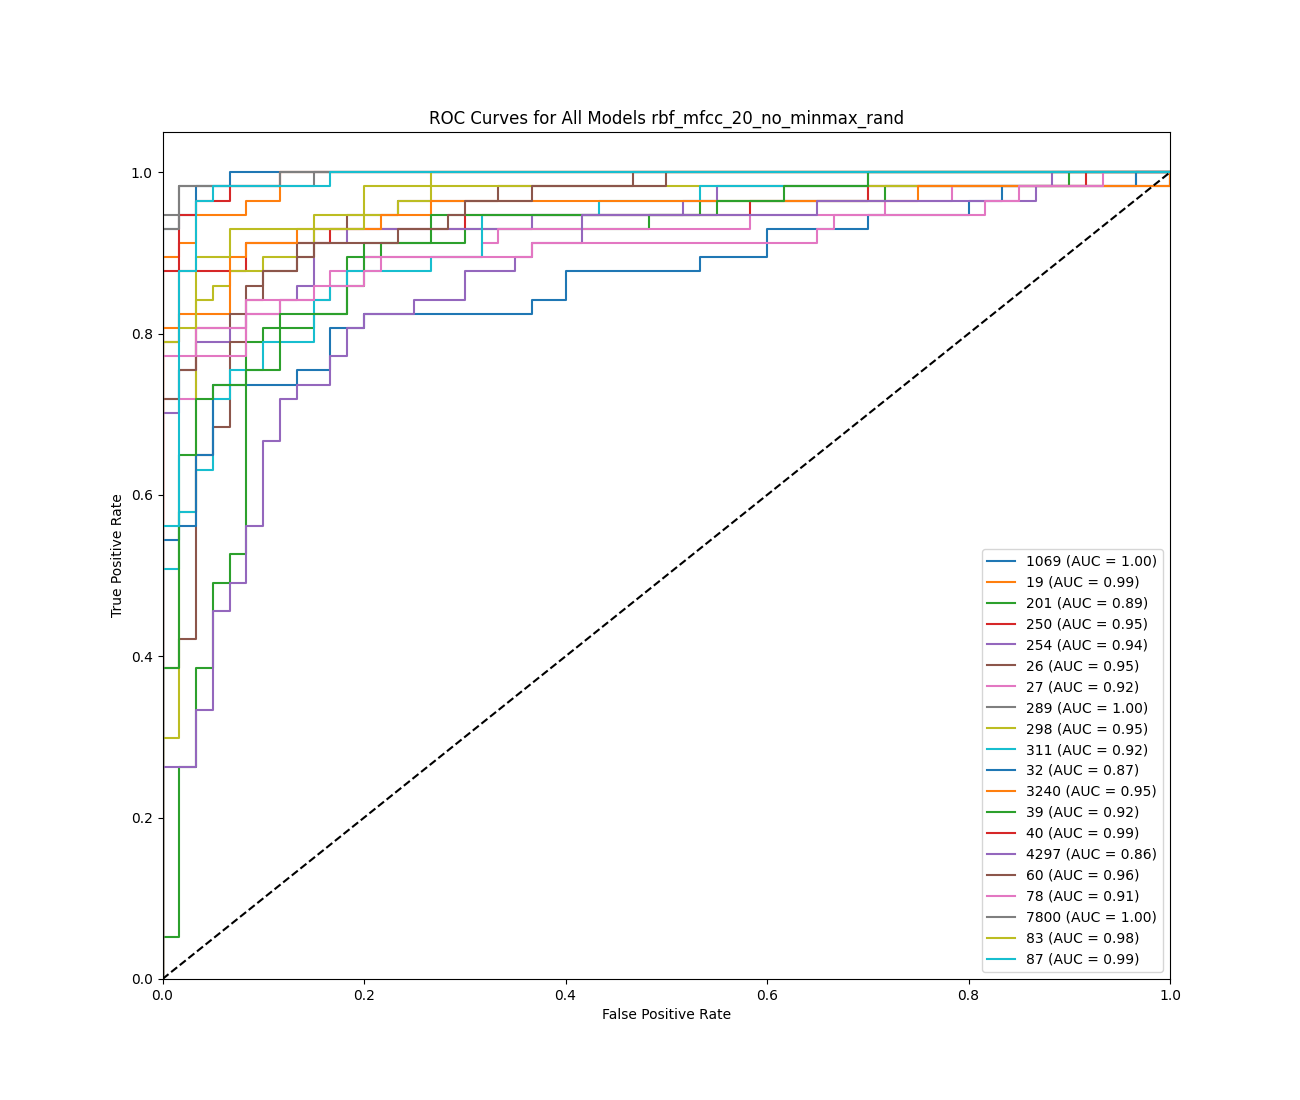 ROC Curves for All Models rbf_mfcc_20_no_minmax_rand
1.0
0.8
0.6
0.4
0.2
0.0
True Positive Rate
1069 (AUC = 1.00)
19 (AUC = 0.99)
201 (AUC = 0.89)
250 (AUC = 0.95)
254 (AUC = 0.94)
26 (AUC = 0.95)
27 (AUC = 0.92)
289 (AUC = 1.00)
298 (AUC = 0.95)
311 (AUC = 0.92)
32 (AUC = 0.87)
3240 (AUC = 0.95)
39 (AUC = 0.92)
40 (AUC = 0.99)
4297 (AUC = 0.86)
60 (AUC = 0.96)
78 (AUC = 0.91)
7800 (AUC = 1.00)
83 (AUC = 0.98)
87 (AUC = 0.99)
0.0 0.2 0.4 0.6 0.8 1.0
False Positive Rate